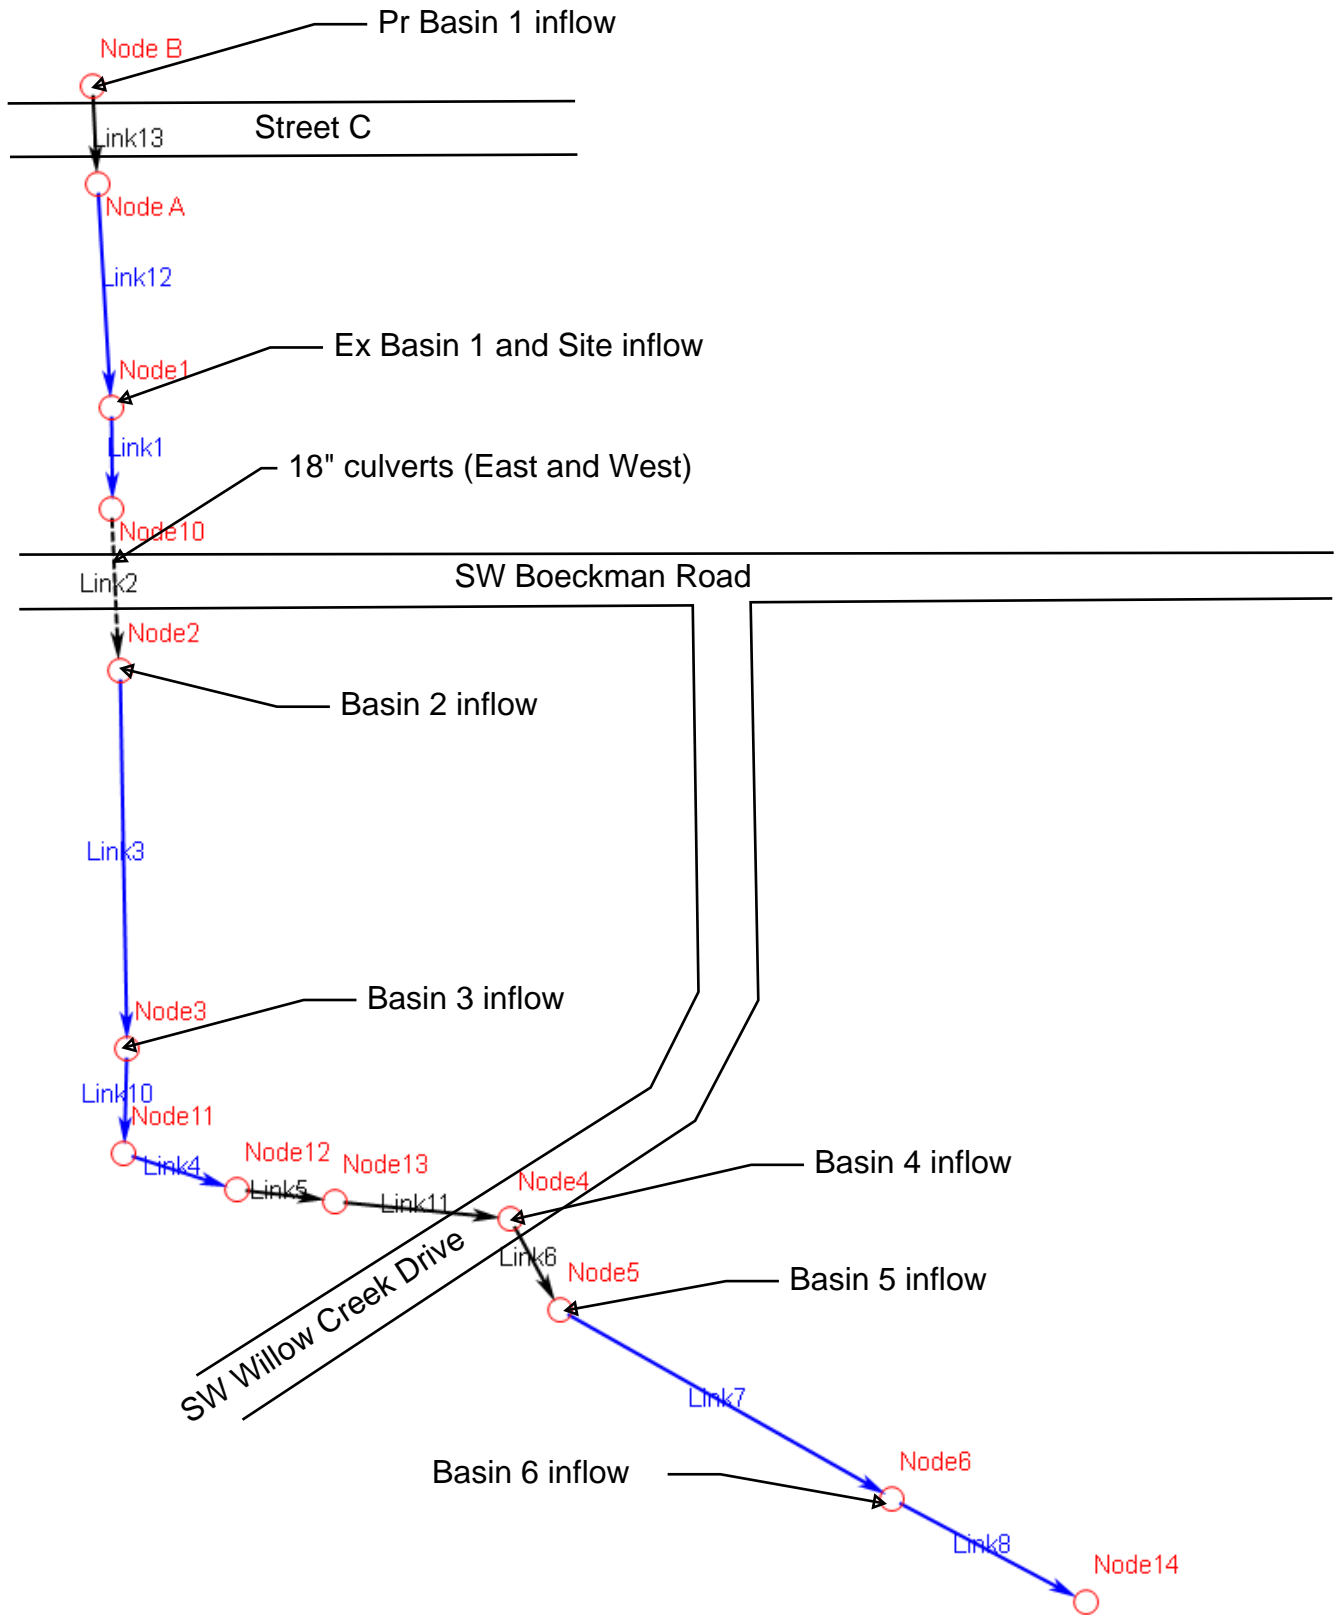 Pr Basin 1 inflow
Node B
Street C
Link13
Node A
Link12
Ex Basin 1 and Site inflow
Node1
Link1
18" culverts (East and West)
Node10
SW Boeckman Road
Link2
Node2
Basin 2 inflow
Link3
Basin 3 inflow
Node3
Link10
Node11
Node12
Node13
Basin 4 inflow
Link4
Link5
Link11
Node4
Link6
Node5
Basin 5 inflow
SW Willow Creek Drive
Link7
Basin 6 inflow
Node6
Link8
Node14